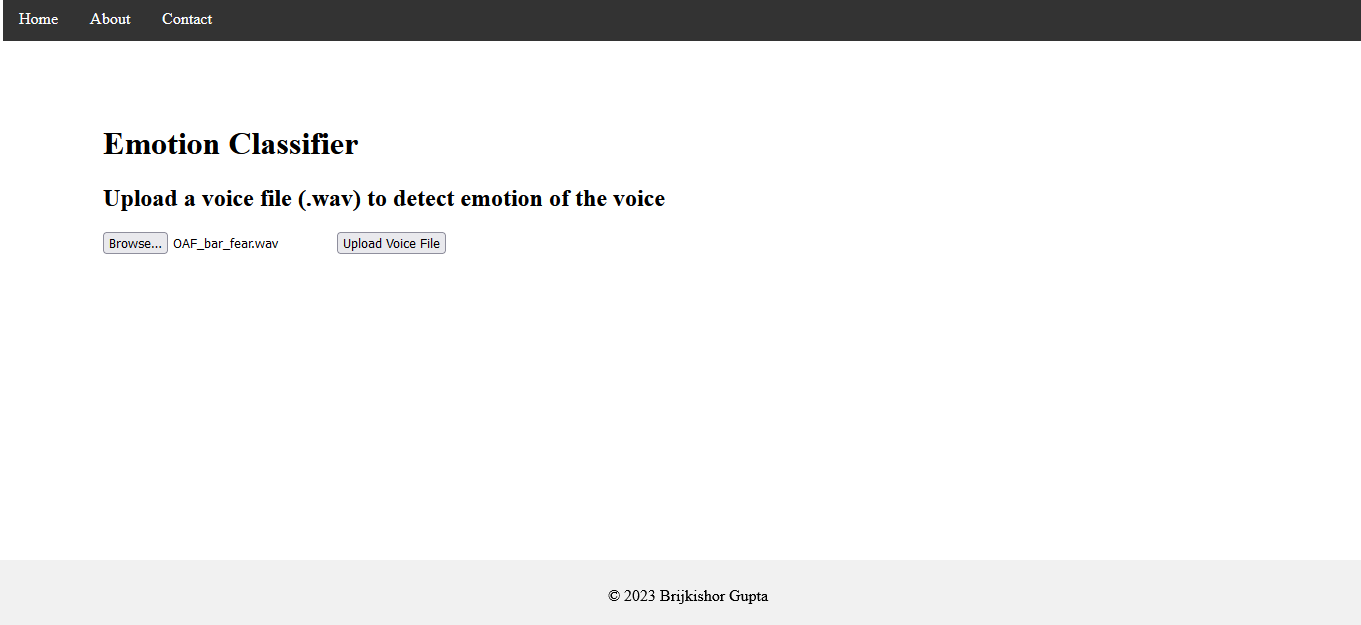 Home About Contact
Emotion Classifier
Upload a voice file (.wav) to detect emotion of the voice
Browse... OAF_bar_fear.wav Upload Voice File
© 2023 Brijkishor Gupta